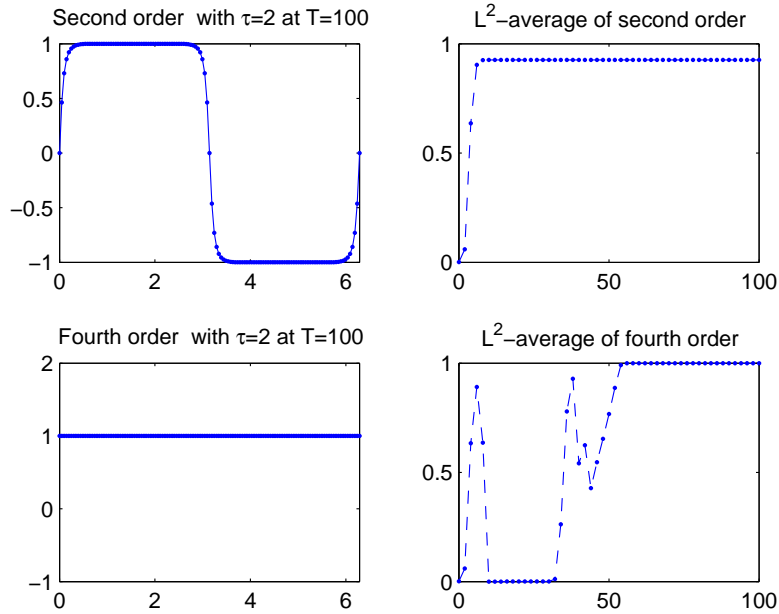 Second order with τ=2 at T=100
1
0.5
0
−0.5
−1
0 2 4 6
L²−average of second order
1
0.5
0
0 50 100
Fourth order with τ=2 at T=100
2
1
0
−1
0 2 4 6
L²−average of fourth order
1
0.5
0
0 50 100